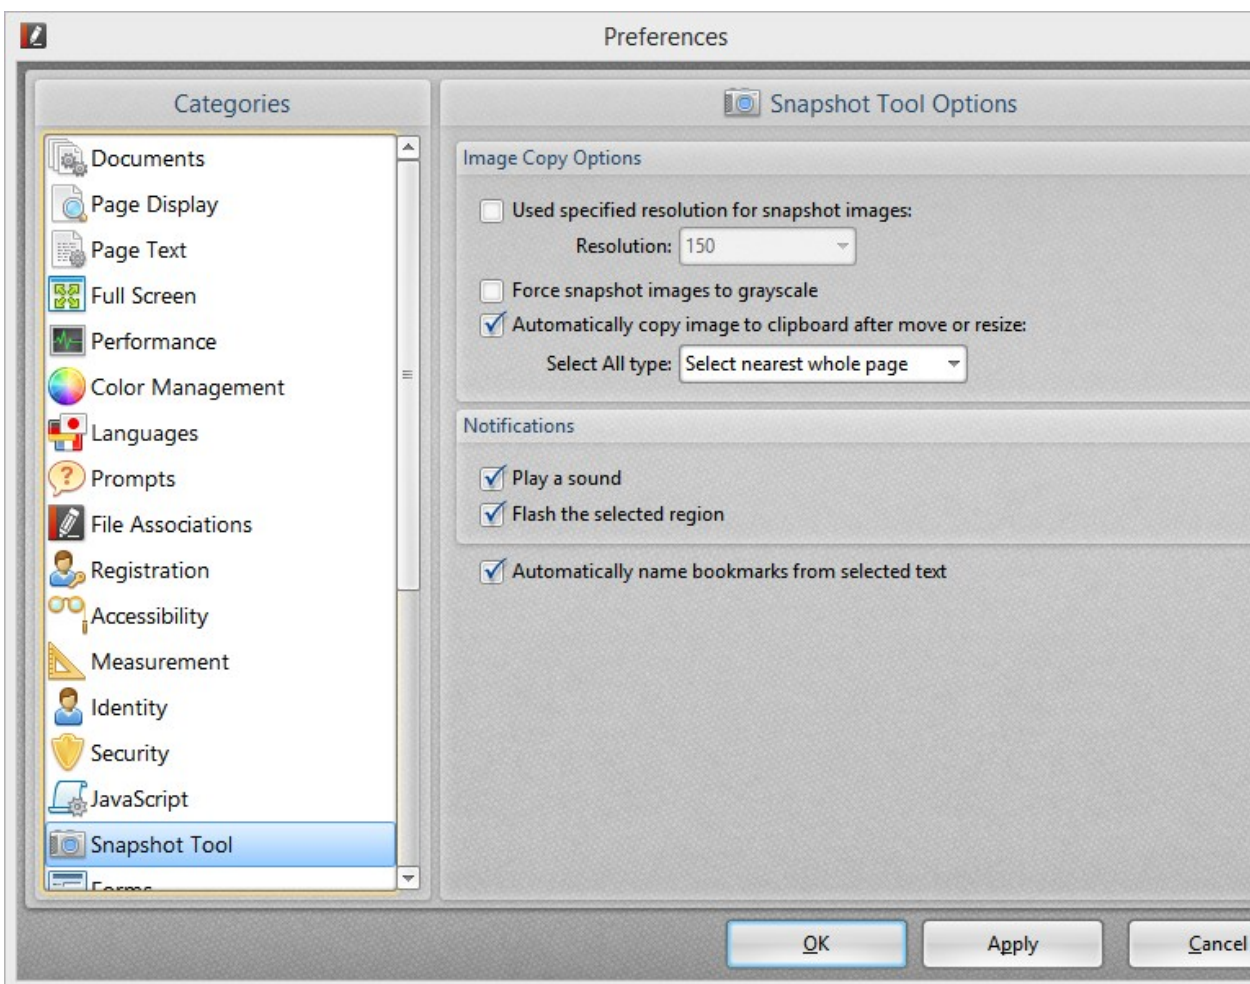 Preferences
Categories
Documents
Page Display
Page Text
Full Screen
Performance
Color Management
Languages
Prompts
File Associations
Registration
Accessibility
Measurement
Identity
Security
JavaScript
Snapshot Tool
Forms
Snapshot Tool Options
Image Copy Options
Used specified resolution for snapshot images:
Resolution: 150
Force snapshot images to grayscale
Automatically copy image to clipboard after move or resize:
Select All type: Select nearest whole page
Notifications
Play a sound
Flash the selected region
Automatically name bookmarks from selected text
OK Apply Cancel